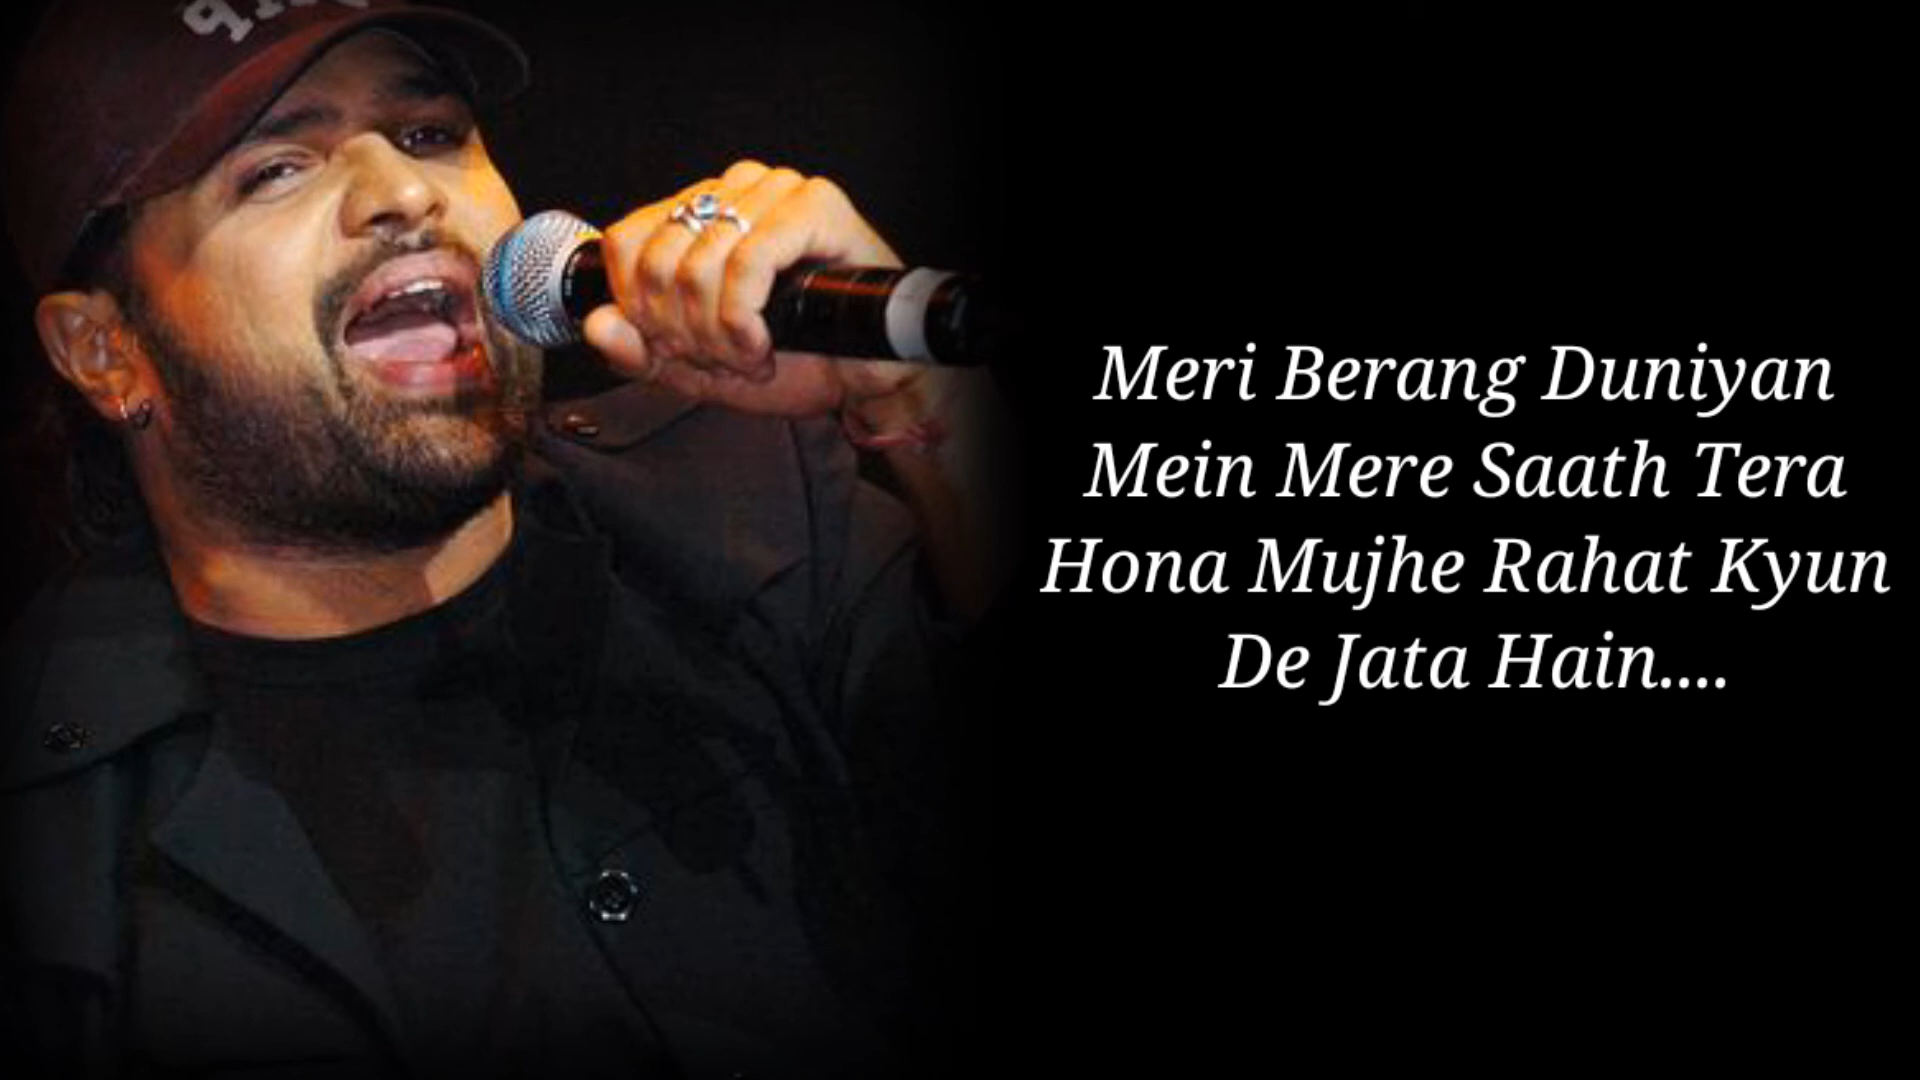 Meri Berang Duniyan
Mein Mere Saath Tera
Hona Mujhe Rahat Kyun
De Jata Hain....